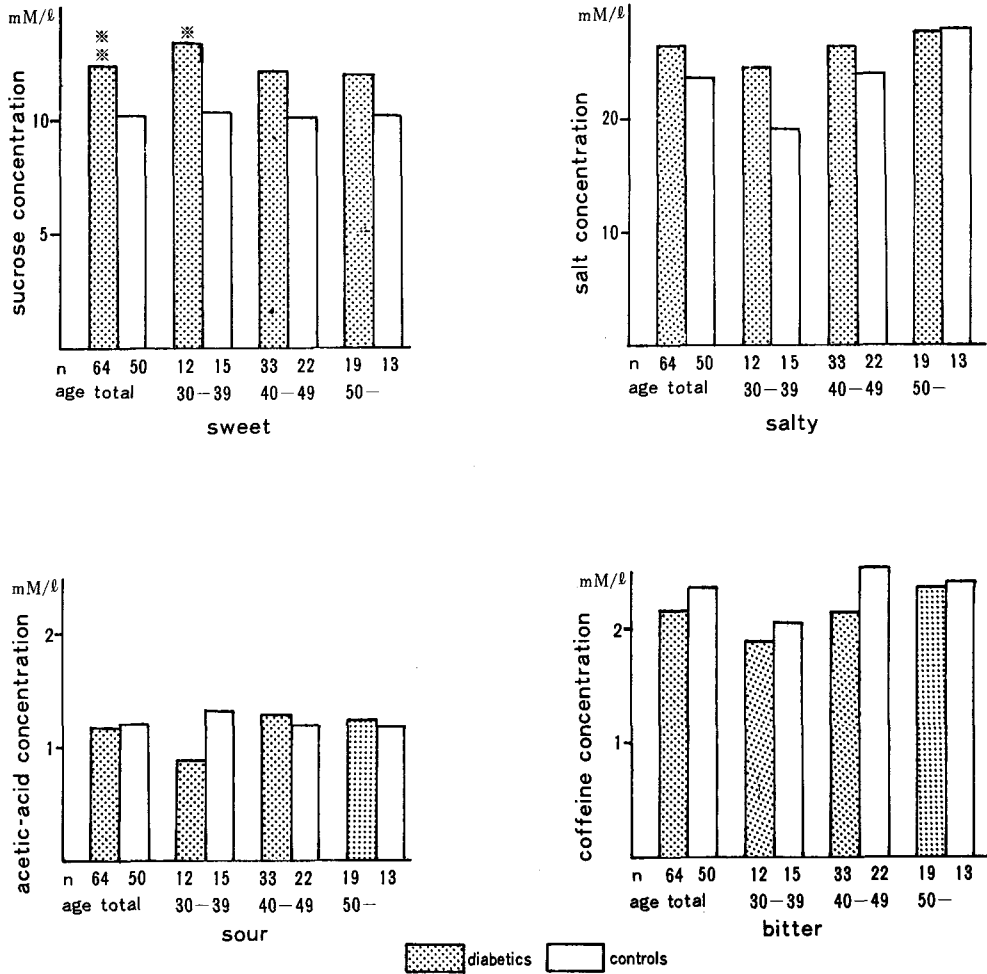 mM/ℓ
※
※
※
10
5
sucrose concentration
n 64 50 12 15 33 22 19 13
age total 30－39 40－49 50－
sweet
mM/ℓ
20
10
salt concentration
n 64 50 12 15 33 22 19 13
age total 30－39 40－49 50－
salty
mM/ℓ
2
1
acetic-acid concentration
n 64 50 12 15 33 22 19 13
age total 30－39 40－49 50－
sour
mM/ℓ
2
1
coffeine concentration
n 64 50 12 15 33 22 19 13
age total 30－39 40－49 50－
bitter
diabetics controls